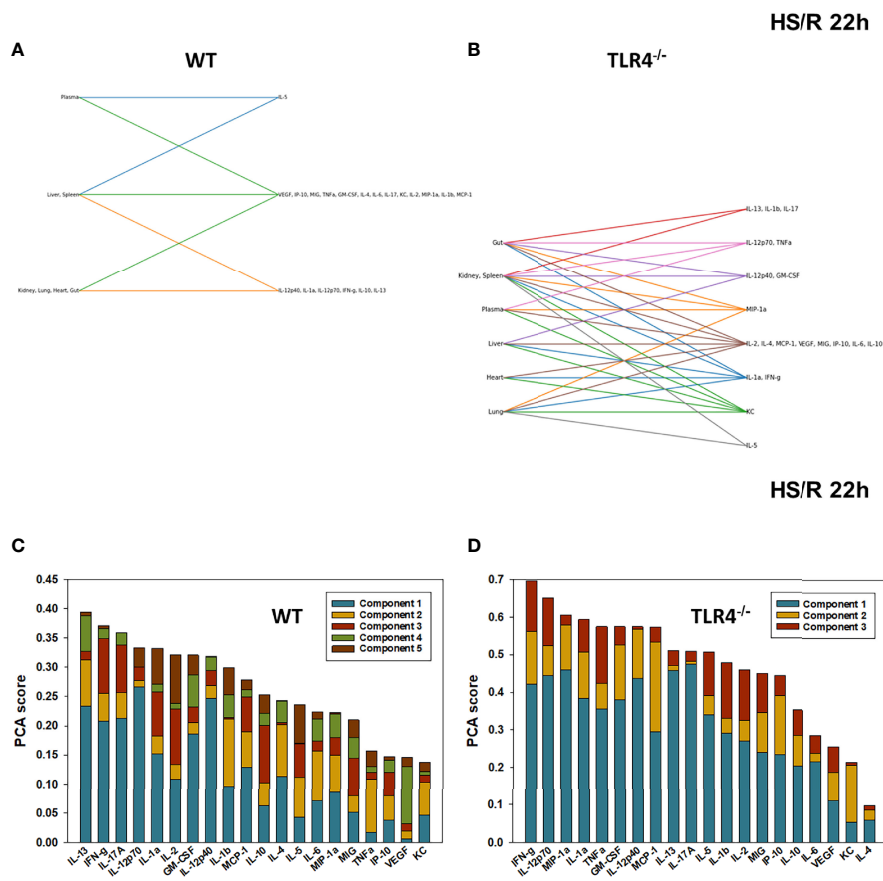 HS/R 22h
A
WT
B
TLR4-/-
Plasma
IL-5
Liver, Spleen
VEGF, IP-10, MIG, TNFa, GM-CSF, IL-4, IL-6, IL-17, KC, IL-2, MIP-1a, IL-1b, MCP-1
Kidney, Lung, Heart, Gut
IL-12p40, IL-1a, IL-12p70, IFN-g, IL-10, IL-13
IL-13, IL-1b, IL-17
Gut
IL-12p70, TNFa
Kidney, Spleen
IL-12p40, GM-CSF
Plasma
MIP-1a
Liver
IL-2, IL-4, MCP-1, VEGF, MIG, IP-10, IL-6, IL-10
Heart
IL-1a, IFN-g
Lung
KC
IL-5
HS/R 22h
C
WT
PCA score
0.45
0.40
0.35
0.30
0.25
0.20
0.15
0.10
0.05
0.00
Component 1
Component 2
Component 3
Component 4
Component 5
IL-13
IFN-g
IL-17A
IL-12p70
IL-1a
IL-2
GM-CSF
IL-12p40
IL-1b
MCP-1
IL-10
IL-4
IL-5
IL-6
MIP-1a
MIG
TNFa
IP-10
VEGF
KC
D
TLR4-/-
PCA score
0.7
0.6
0.5
0.4
0.3
0.2
0.1
0.0
Component 1
Component 2
Component 3
IFN-g
IL-12p70
MIP-1a
IL-1a
TNFa
GM-CSF
IL-12p40
MCP-1
IL-13
IL-17A
IL-5
IL-1b
IL-2
MIG
IP-10
IL-10
IL-6
VEGF
KC
IL-4